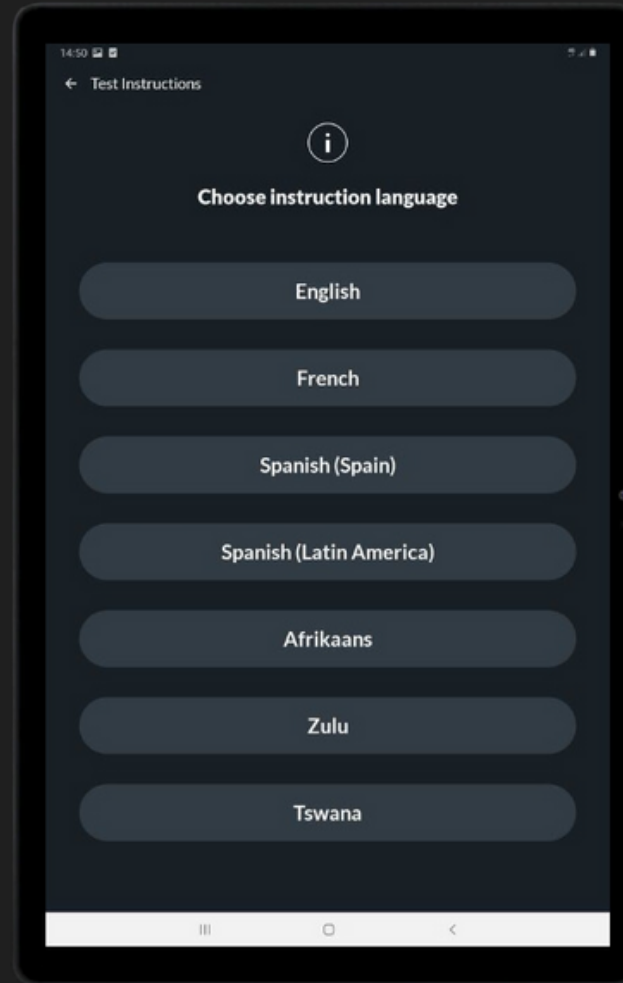 14:50
Test Instructions
i
Choose instruction language
English
French
Spanish (Spain)
Spanish (Latin America)
Afrikaans
Zulu
Tswana